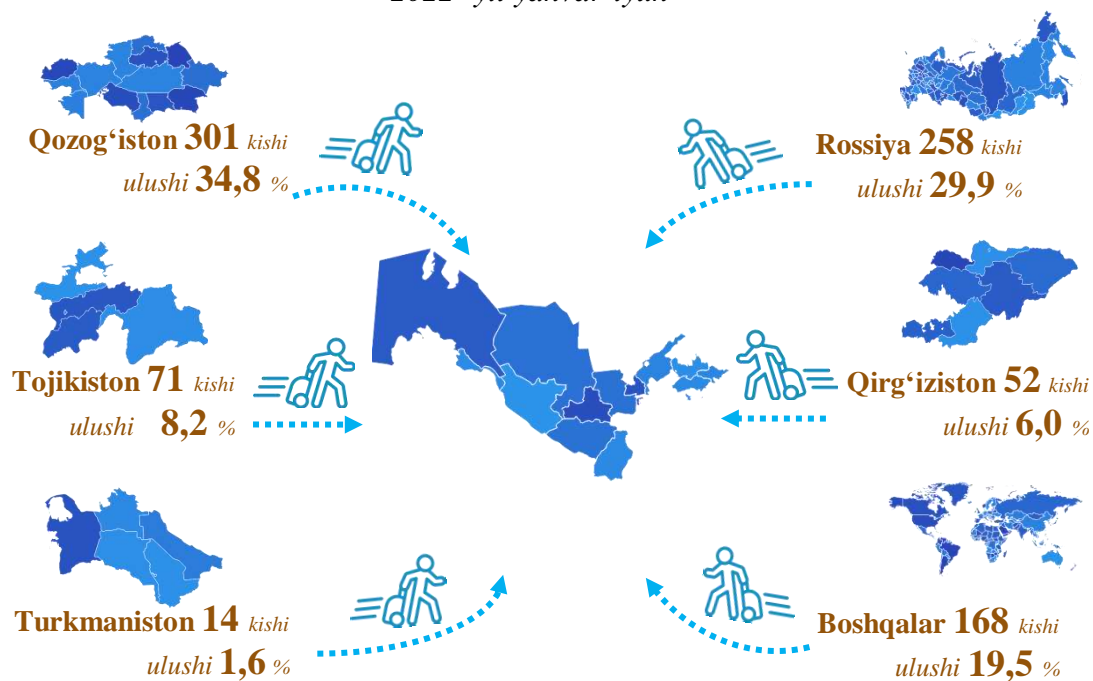 Qozog‘iston 301 kishi
ulushi 34,8 %
Rossiya 258 kishi
ulushi 29,9 %
Tojikiston 71 kishi
ulushi 8,2 %
Qirg‘iziston 52 kishi
ulushi 6,0 %
Turkmaniston 14 kishi
ulushi 1,6 %
Boshqalar 168 kishi
ulushi 19,5 %